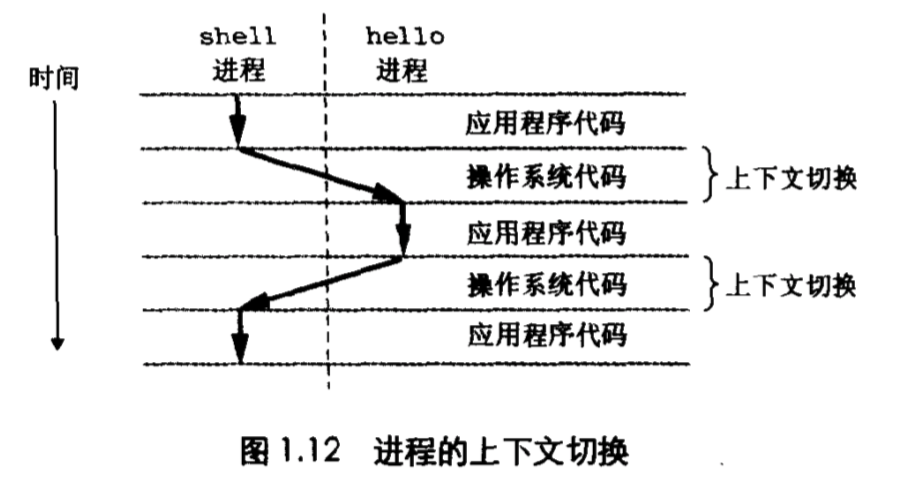 shell
进程
hello
进程
时间
应用程序代码
操作系统代码
上下文切换
应用程序代码
操作系统代码
上下文切换
应用程序代码
图1.12 进程的上下文切换